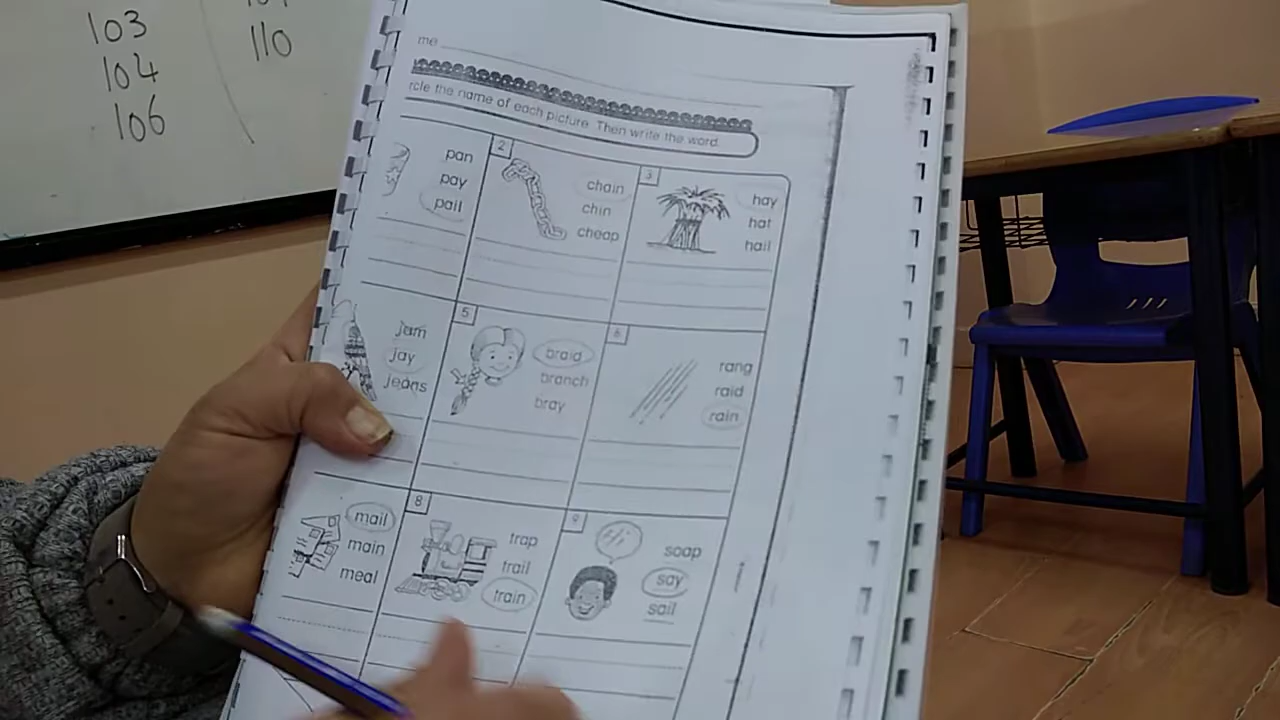 103
104
106
110
me
rcle the name of each picture. Then write the word.
pan
pay
pail
2
chain
chin
cheap
3
hay
hat
hail
jam
jay
jeans
5
braid
branch
bray
6
rang
raid
rain
mail
main
meal
8
trap
trail
train
9
soap
say
sail